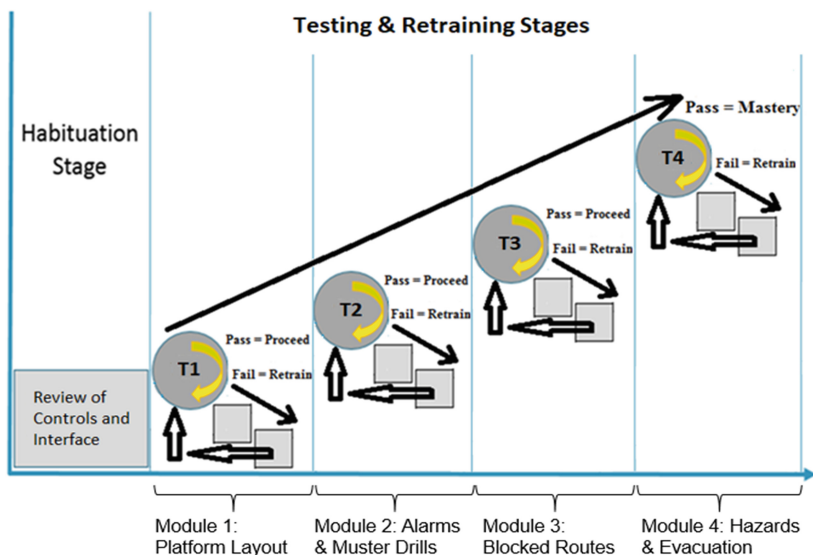 Testing & Retraining Stages
Habituation
Stage
Review of
Controls and
Interface
T1
Pass = Proceed
Fail = Retrain
T2
Pass = Proceed
Fail = Retrain
T3
Pass = Proceed
Fail = Retrain
T4
Pass = Mastery
Fail = Retrain
Module 1:
Platform Layout
Module 2: Alarms
& Muster Drills
Module 3:
Blocked Routes
Module 4: Hazards
& Evacuation